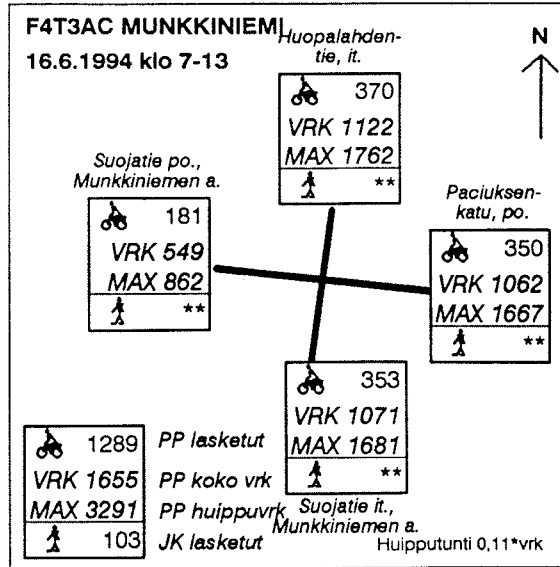 F4T3AC MUNKKINIEMI
16.6.1994 klo 7-13
Huopalahden-
tie, it.
N
370
VRK 1122
MAX 1762
**
Suojatie po.,
Munkkiniemen a.
181
VRK 549
MAX 862
**
Paciuksen-
katu, po.
350
VRK 1062
MAX 1667
**
353
VRK 1071
MAX 1681
**
Suojatie it.,
Munkkiniemen a.
1289 PP lasketut
VRK 1655 PP koko vrk
MAX 3291 PP huippuvrk
103 JK lasketut
Huipputunti 0,11*vrk